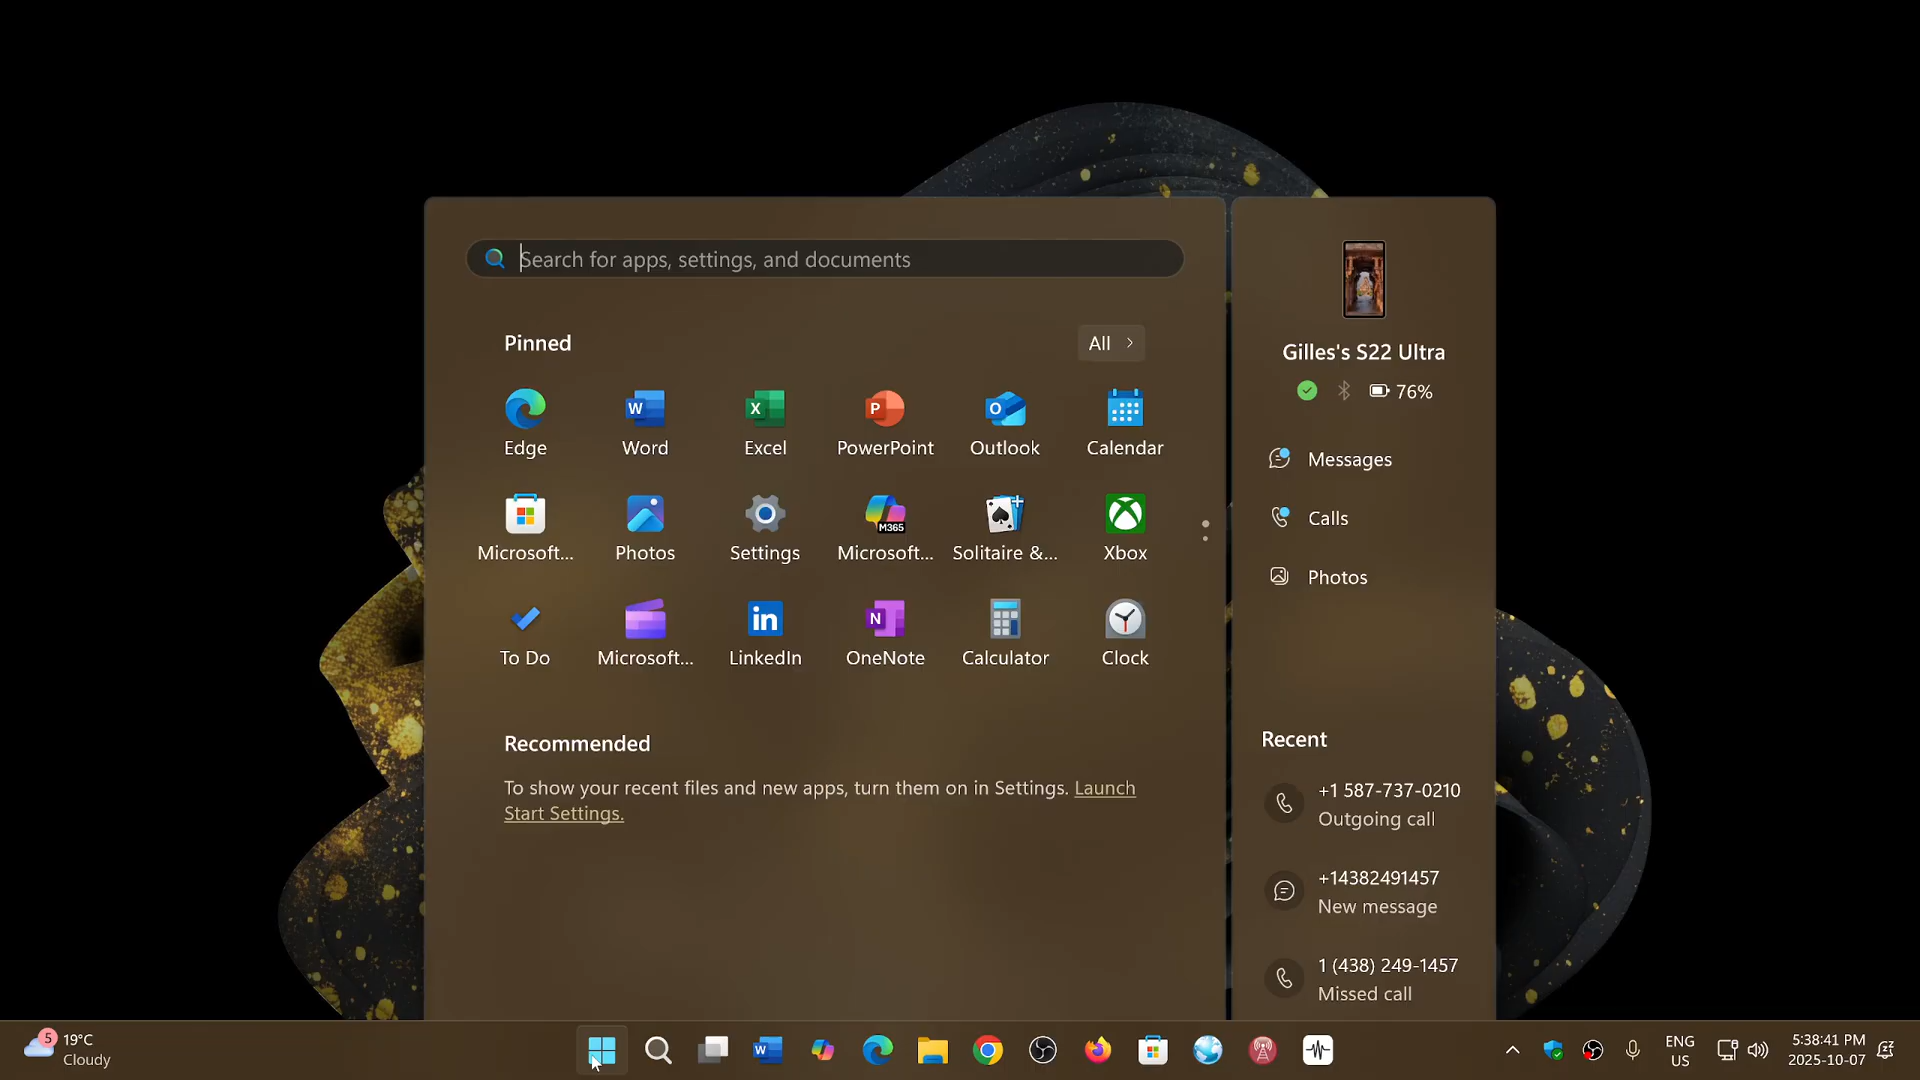 Search for apps, settings, and documents
Pinned
All
Edge
Word
Excel
PowerPoint
Outlook
Calendar
Microsoft...
Photos
Settings
M365
Microsoft...
Solitaire &...
Xbox
To Do
Microsoft...
LinkedIn
OneNote
Calculator
Clock
Recommended
To show your recent files and new apps, turn them on in Settings. Launch
Start Settings.
Gilles's S22 Ultra
76%
Messages
Calls
Photos
Recent
+1 587-737-0210
Outgoing call
+14382491457
New message
1 (438) 249-1457
Missed call
5
19°C
Cloudy
ENG
US
5:38:41 PM
2025-10-07